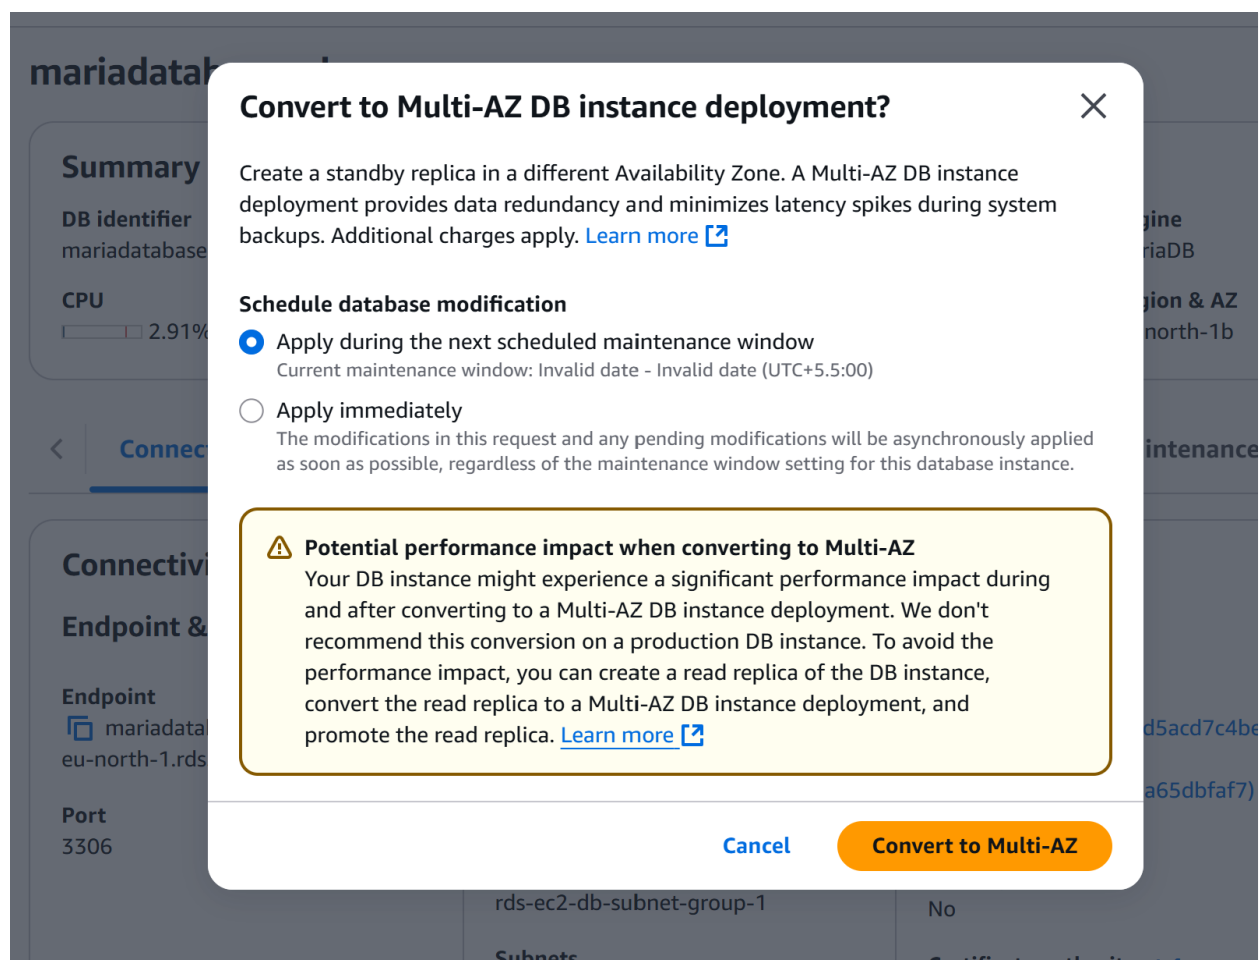 Convert to Multi-AZ DB instance deployment?
Create a standby replica in a different Availability Zone. A Multi-AZ DB instance
deployment provides data redundancy and minimizes latency spikes during system
backups. Additional charges apply. Learn more
Schedule database modification
Apply during the next scheduled maintenance window
Current maintenance window: Invalid date - Invalid date (UTC+5.5:00)
Apply immediately
The modifications in this request and any pending modifications will be asynchronously applied
as soon as possible, regardless of the maintenance window setting for this database instance.
Potential performance impact when converting to Multi-AZ
Your DB instance might experience a significant performance impact during
and after converting to a Multi-AZ DB instance deployment. We don't
recommend this conversion on a production DB instance. To avoid the
performance impact, you can create a read replica of the DB instance,
convert the read replica to a Multi-AZ DB instance deployment, and
promote the read replica. Learn more
Cancel
Convert to Multi-AZ
Summary
DB identifier
mariadatabase
CPU
2.91%
riaDB
gion & AZ
north-1b
Connec
intenance
Connectivi
Endpoint &
Endpoint
mariadata
eu-north-1.rds
Port
3306
d5acd7c4be
a65dbfaf7)
rds-ec2-db-subnet-group-1
No
Subnets